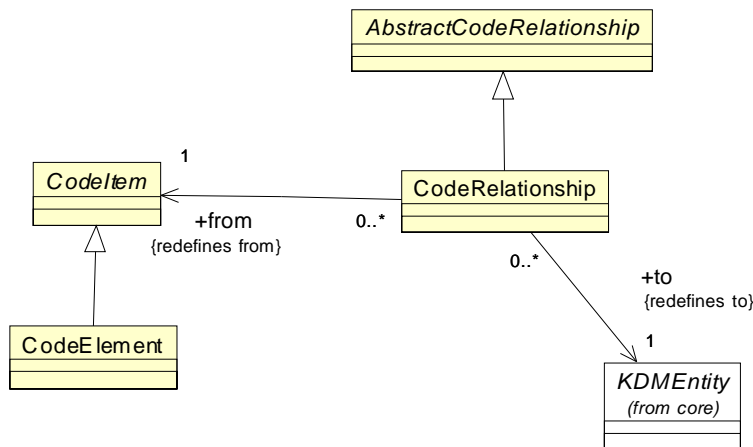 AbstractCodeRelationship
1
CodeItem
CodeRelationship
+from
0..*
{redefines from}
0..*
+to
{redefines to}
CodeElement
1
KDMEntity
(from core)